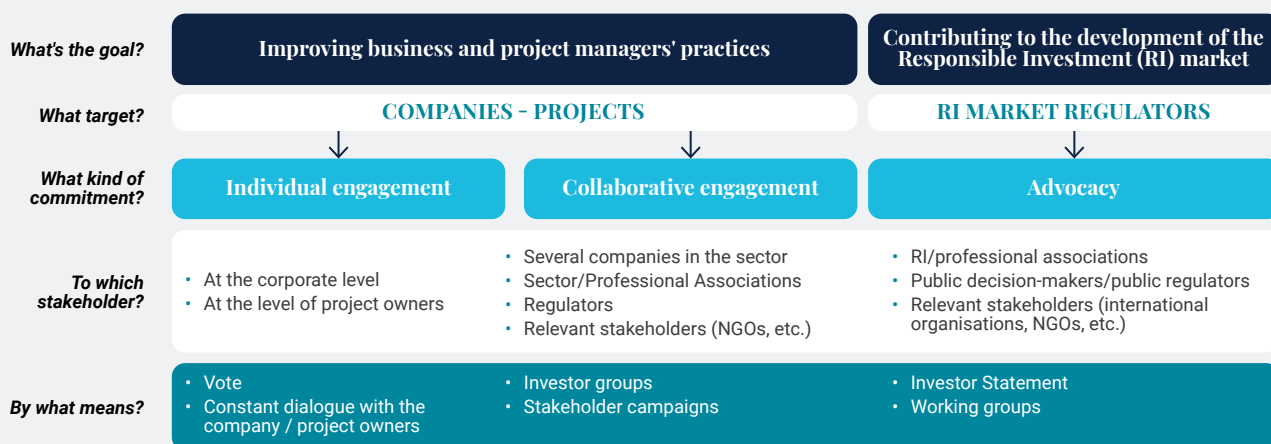 What's the goal?
Improving business and project managers' practices
Contributing to the development of the
Responsible Investment (RI) market
What target?
COMPANIES - PROJECTS
RI MARKET REGULATORS
What kind of
commitment?
Individual engagement
Collaborative engagement
Advocacy
To which
stakeholder?
• At the corporate level
• At the level of project owners
• Several companies in the sector
• Sector/Professional Associations
• Regulators
• Relevant stakeholders (NGOs, etc.)
• RI/professional associations
• Public decision-makers/public regulators
• Relevant stakeholders (international
organisations, NGOs, etc.)
By what means?
• Vote
• Constant dialogue with the
company / project owners
• Investor groups
• Stakeholder campaigns
• Investor Statement
• Working groups